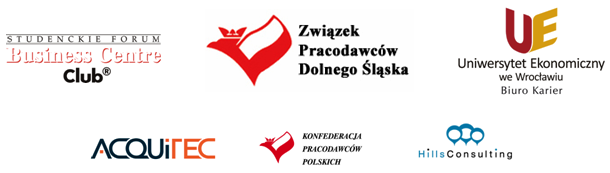 STUDENCKIE FORUM
Business Centre
Club®
Związek
Pracodawców
Dolnego Śląska
UE
Uniwersytet Ekonomiczny
we Wrocławiu
Biuro Karier
ACQUiTEC
KONFEDERACJA
PRACODAWCÓW
POLSKICH
HillsConsulting